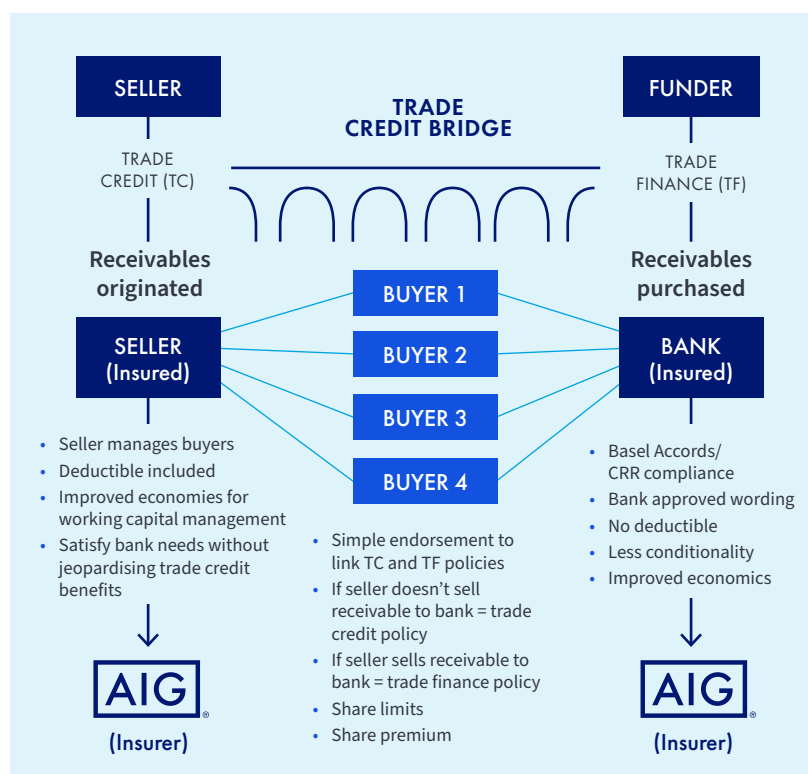 SELLER
TRADE
CREDIT (TC)
Receivables
originated
SELLER
(Insured)
• Seller manages buyers
• Deductible included
• Improved economies for
working capital management
• Satisfy bank needs without
jeopardising trade credit
benefits
AIG®
(Insurer)
TRADE
CREDIT BRIDGE
BUYER 1
BUYER 2
BUYER 3
BUYER 4
• Simple endorsement to
link TC and TF policies
• If seller doesn't sell
receivable to bank = trade
credit policy
• If seller sells receivable to
bank = trade finance policy
• Share limits
• Share premium
FUNDER
TRADE
FINANCE (TF)
Receivables
purchased
BANK
(Insured)
• Basel Accords/
CRR compliance
• Bank approved wording
• No deductible
• Less conditionality
• Improved economics
AIG®
(Insurer)